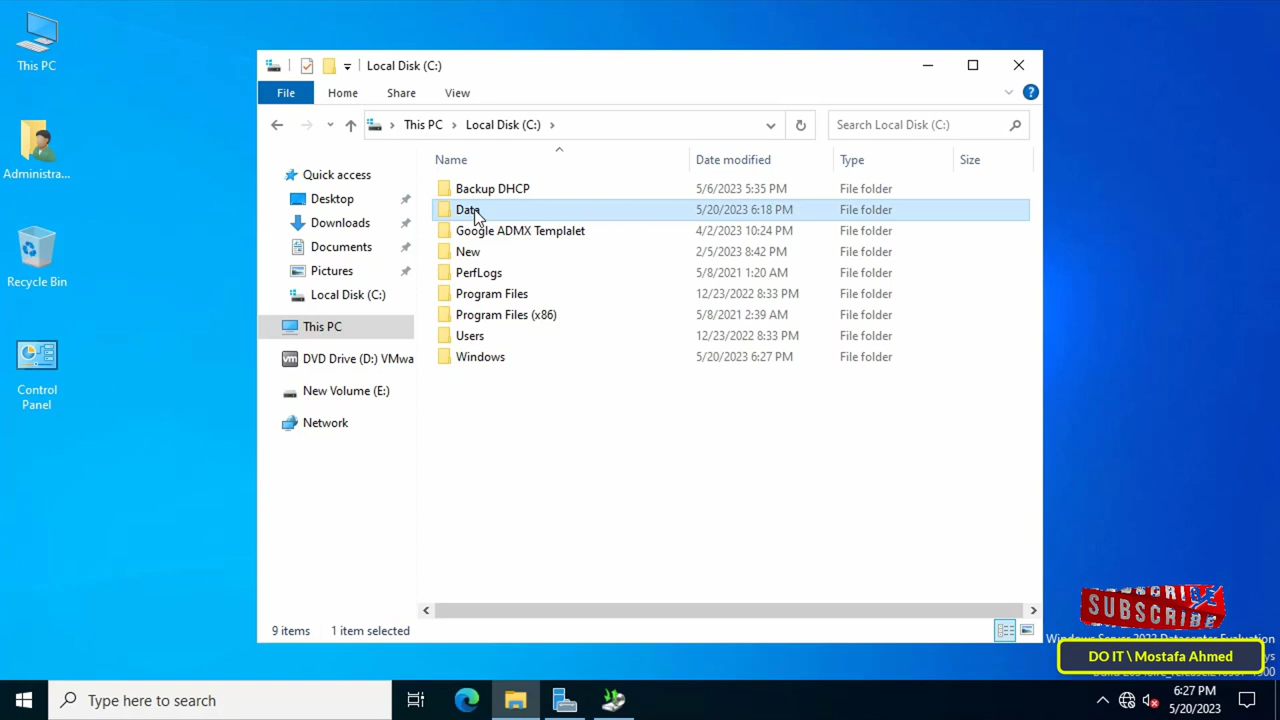 This PC
Administra...
Recycle Bin
Control
Panel
Local Disk (C:)
File
Home
Share
View
This PC
Local Disk (C:)
Search Local Disk (C:)
Quick access
Desktop
Downloads
Documents
Pictures
Local Disk (C:)
This PC
vm
DVD Drive (D:) VMwa
New Volume (E:)
Network
Name Date modified Type Size
Backup DHCP 5/6/2023 5:35 PM File folder
Data 5/20/2023 6:18 PM File folder
Google ADMX Templalet 4/2/2023 10:24 PM File folder
New 2/5/2023 8:42 PM File folder
PerfLogs 5/8/2021 1:20 AM File folder
Program Files 12/23/2022 8:33 PM File folder
Program Files (x86) 5/8/2021 2:39 AM File folder
Users 12/23/2022 8:33 PM File folder
Windows 5/20/2023 6:27 PM File folder
9 items 1 item selected
SUBSCRIBE
Windows Server 2022 Datacenter Evaluation
DO IT \ Mostafa Ahmed
Type here to search
6:27 PM
5/20/2023